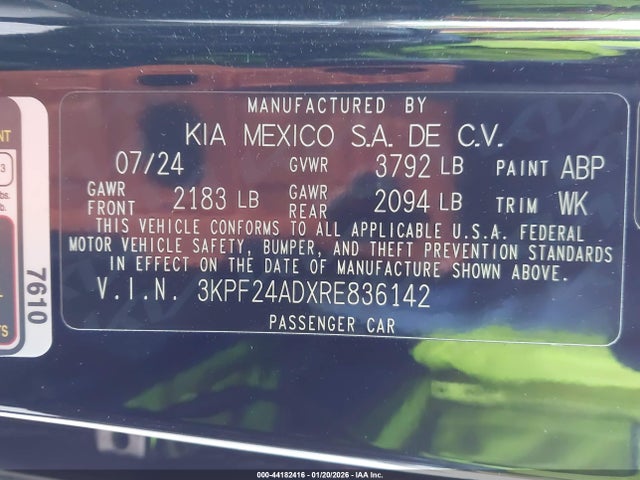 MANUFACTURED BY
KIA MEXICO S.A. DE C.V.
07/24 GVWR 3792 LB PAINT ABP
GAWR FRONT 2183 LB GAWR REAR 2094 LB TRIM WK
THIS VEHICLE CONFORMS TO ALL APPLICABLE U.S.A. FEDERAL
MOTOR VEHICLE SAFETY, BUMPER, AND THEFT PREVENTION STANDARDS
IN EFFECT ON THE DATE OF MANUFACTURE SHOWN ABOVE.
V.I.N. 3KPF24ADXRE836142
PASSENGER CAR
7610
000-44182416 - 01/20/2026 - IAA Inc.